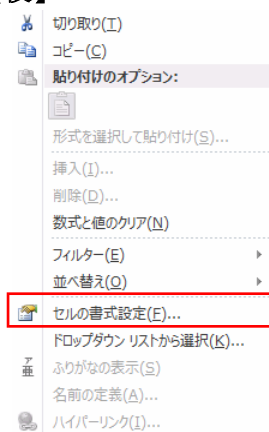 切り取り(T)
コピー(C)
貼り付けのオプション:
形式を選択して貼り付け(S)...
挿入(I)...
削除(D)...
数式と値のクリア(N)
フィルター(E)
並べ替え(O)
セルの書式設定(F)...
ドロップダウン リストから選択(K)...
ふりがなの表示(S)
名前の定義(A)...
ハイパーリンク(I)...